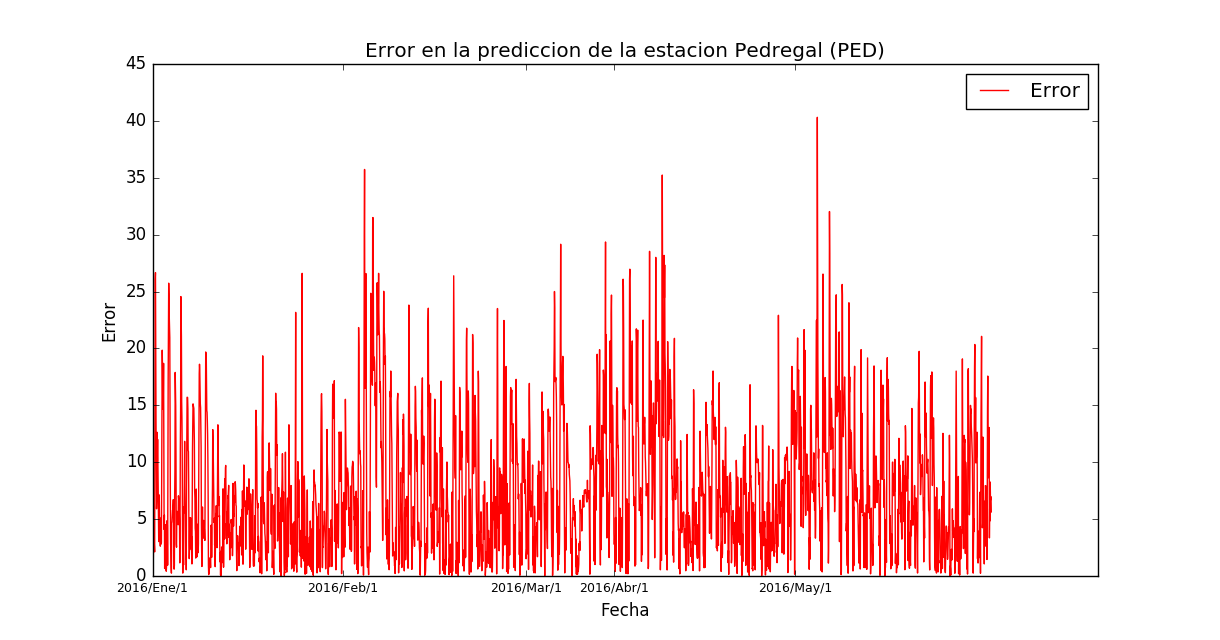 Error en la prediccion de la estacion Pedregal (PED)
Error
45
40
35
30
25
20
15
10
5
0
Error
2016/Ene/1 2016/Feb/1 2016/Mar/1 2016/Abr/1 2016/May/1
Fecha